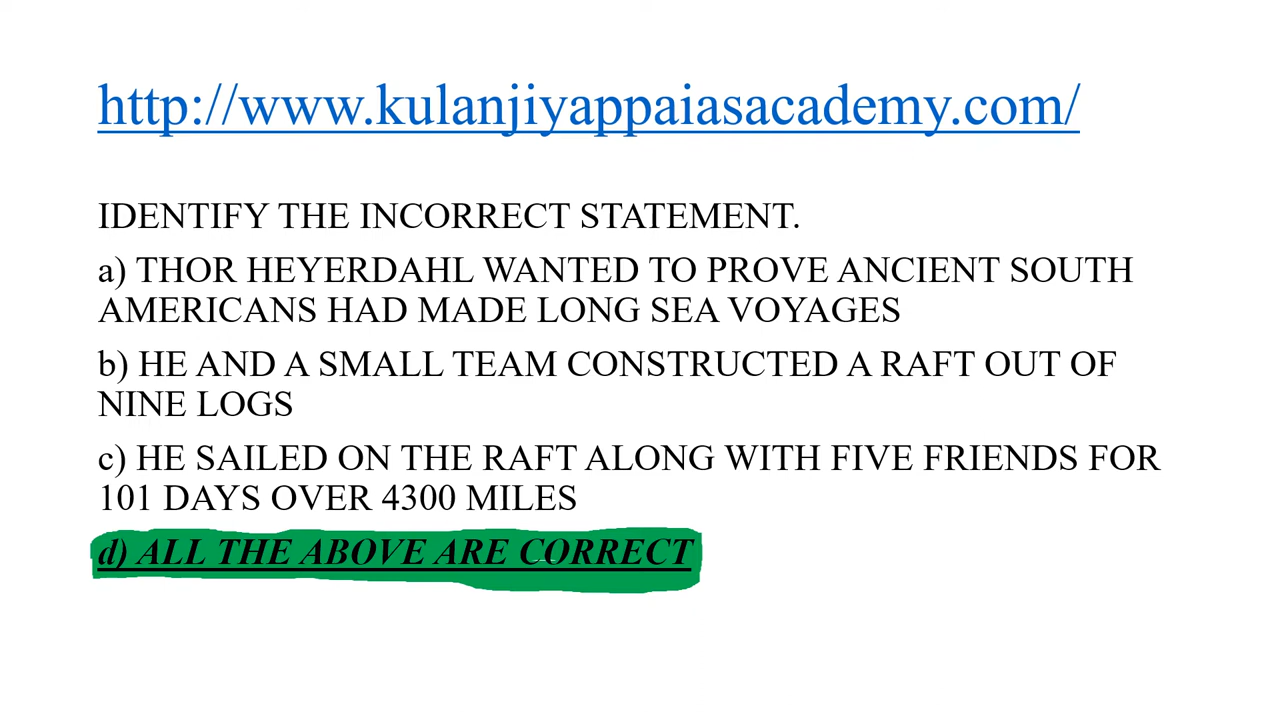 http://www.kulanjiyappaiasacademy.com/
IDENTIFY THE INCORRECT STATEMENT.
a) THOR HEYERDAHL WANTED TO PROVE ANCIENT SOUTH
AMERICANS HAD MADE LONG SEA VOYAGES
b) HE AND A SMALL TEAM CONSTRUCTED A RAFT OUT OF
NINE LOGS
c) HE SAILED ON THE RAFT ALONG WITH FIVE FRIENDS FOR
101 DAYS OVER 4300 MILES
d) ALL THE ABOVE ARE CORRECT